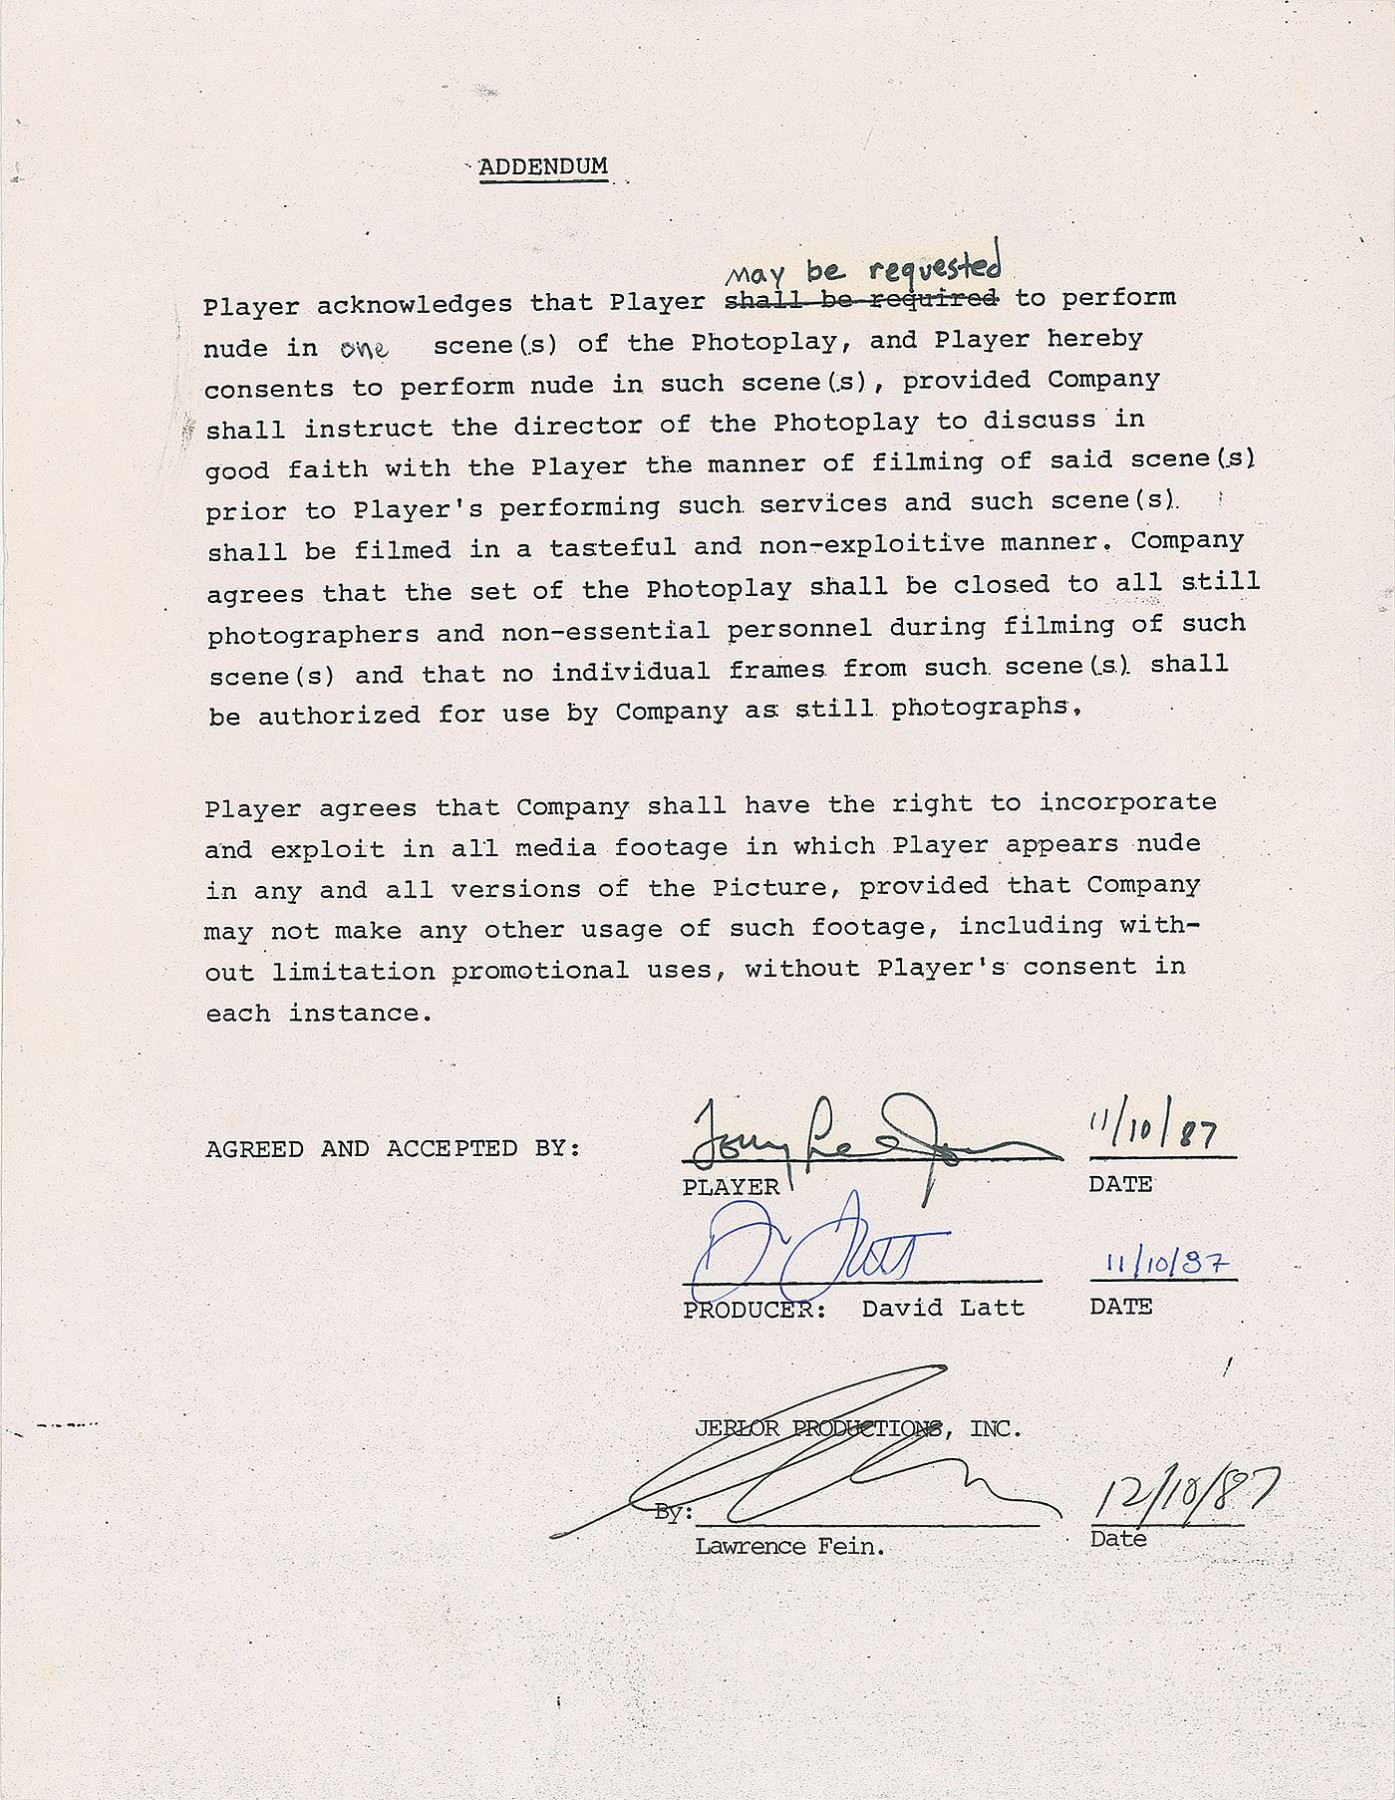 ADDENDUM
may be requested
Player acknowledges that Player shall be required to perform
nude in one scene(s) of the Photoplay, and Player hereby
consents to perform nude in such scene(s), provided Company
shall instruct the director of the Photoplay to discuss in
good faith with the Player the manner of filming of said scene(s)
prior to Player's performing such services and such scene(s)
shall be filmed in a tasteful and non-exploitive manner. Company
agrees that the set of the Photoplay shall be closed to all still
photographers and non-essential personnel during filming of such
scene(s) and that no individual frames from such scene(s) shall
be authorized for use by Company as still photographs.
Player agrees that Company shall have the right to incorporate
and exploit in all media footage in which Player appears nude
in any and all versions of the Picture, provided that Company
may not make any other usage of such footage, including with-
out limitation promotional uses, without Player's consent in
each instance.
AGREED AND ACCEPTED BY: 11/10/87
PLAYER DATE
11/10/87
PRODUCER: David Latt DATE
JERLOR PRODUCTIONS, INC.
By: 12/10/87
Lawrence Fein. Date